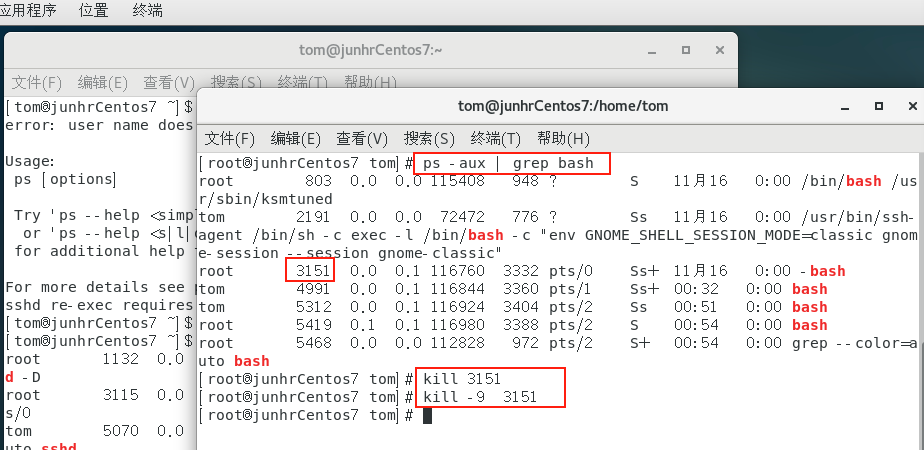 应用程序 位置 终端
tom@junhrCentos7:~
文件(F) 编辑(E) 查看(V) 搜索(S) 终端(T) 帮助(H)
[tom@junhrCentos7 ~]$
error: user name does
Usage:
ps [options]
Try 'ps --help <simpl
or 'ps --help <s|l|
for additional help t
For more details see p
sshd re-exec requires
[tom@junhrCentos7 ~]$
[tom@junhrCentos7 ~]$
root 1132 0.0
d -D
root 3115 0.0
s/0
tom 5070 0.0
uto sshd
tom@junhrCentos7:/home/tom
文件(F) 编辑(E) 查看(V) 搜索(S) 终端(T) 帮助(H)
[root@junhrCentos7 tom]# ps -aux | grep bash
root 803 0.0 0.0 115408 948 ? S 11月16 0:00 /bin/bash /us
r/sbin/ksmtuned
tom 2191 0.0 0.0 72472 776 ? Ss 11月16 0:00 /usr/bin/ssh-
agent /bin/sh -c exec -l /bin/bash -c "env GNOME_SHELL_SESSION_MODE=classic gnom
e-session --session gnome-classic"
root 3151 0.0 0.1 116760 3332 pts/0 Ss+ 11月16 0:00 -bash
tom 4991 0.0 0.1 116844 3360 pts/1 Ss+ 00:32 0:00 bash
tom 5312 0.0 0.1 116924 3404 pts/2 Ss 00:51 0:00 bash
root 5419 0.1 0.1 116980 3388 pts/2 S 00:54 0:00 bash
root 5468 0.0 0.0 112828 972 pts/2 S+ 00:54 0:00 grep --color=a
uto bash
[root@junhrCentos7 tom]# kill 3151
[root@junhrCentos7 tom]# kill -9 3151
[root@junhrCentos7 tom]#